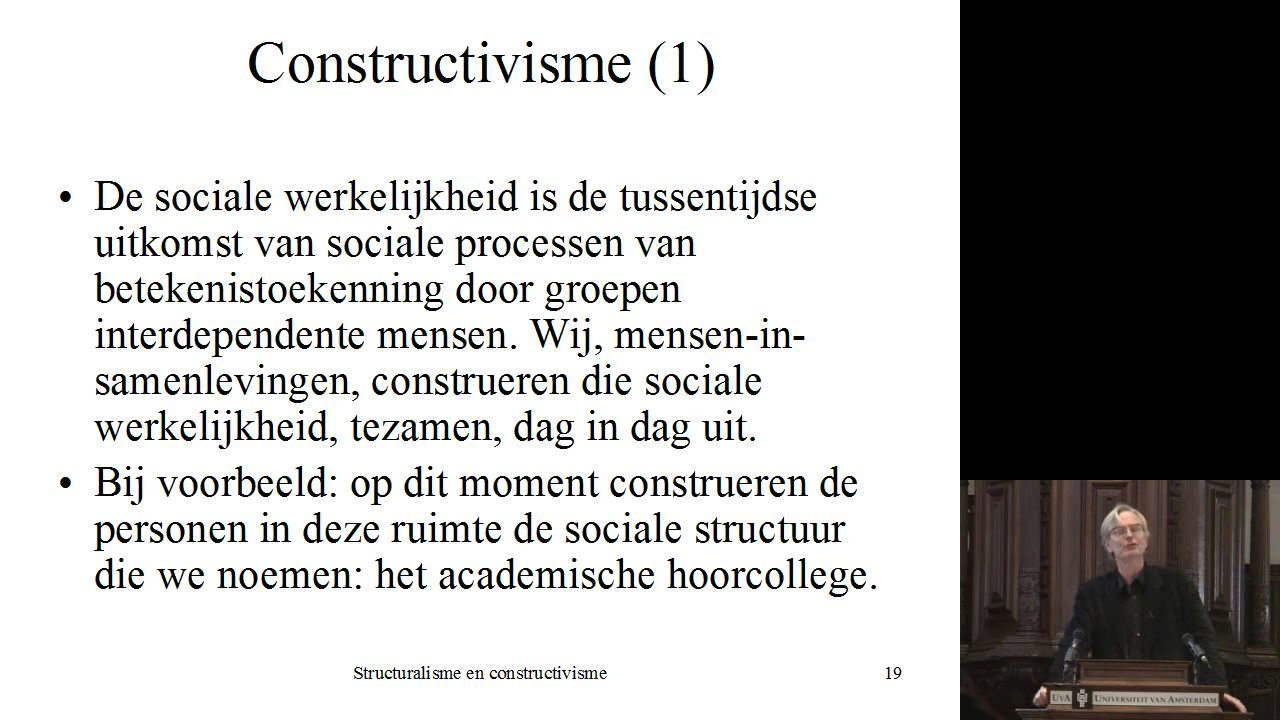 Constructivisme (1)
• De sociale werkelijkheid is de tussentijdse
uitkomst van sociale processen van
betekenistoekenning door groepen
interdependente mensen. Wij, mensen-in-
samenlevingen, construeren die sociale
werkelijkheid, tezamen, dag in dag uit.
• Bij voorbeeld: op dit moment construeren de
personen in deze ruimte de sociale structuur
die we noemen: het academische hoorcollege.
Structuralisme en constructivisme 19
UvA UNIVERSITEIT VAN AMSTERDAM